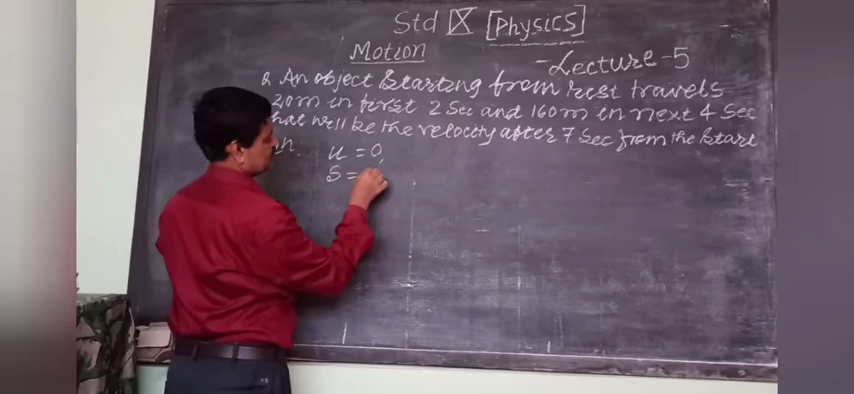 Std IX [Physics]
Motion
-Lecture-5
Q. An object starting from rest travels
20m in first 2 Sec and 160m in next 4 Sec
hat will be the velocity after 7 Sec from the start
n. u = 0,
S =